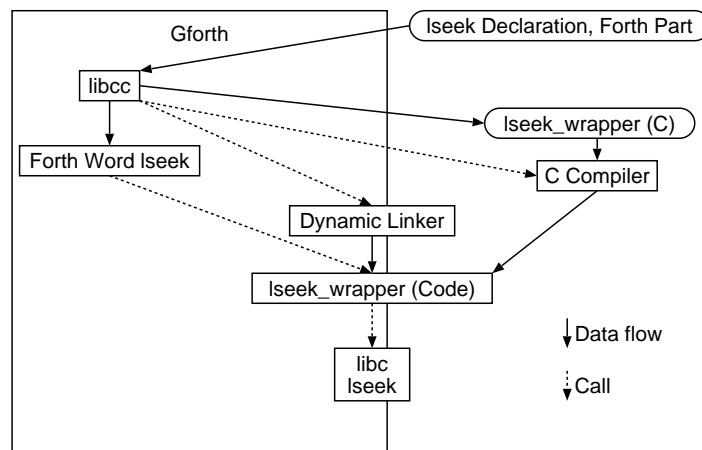 lseek Declaration, Forth Part
Gforth
libcc
lseek_wrapper (C)
Forth Word lseek
C Compiler
Dynamic Linker
lseek_wrapper (Code)
Data flow
libc
lseek
Call